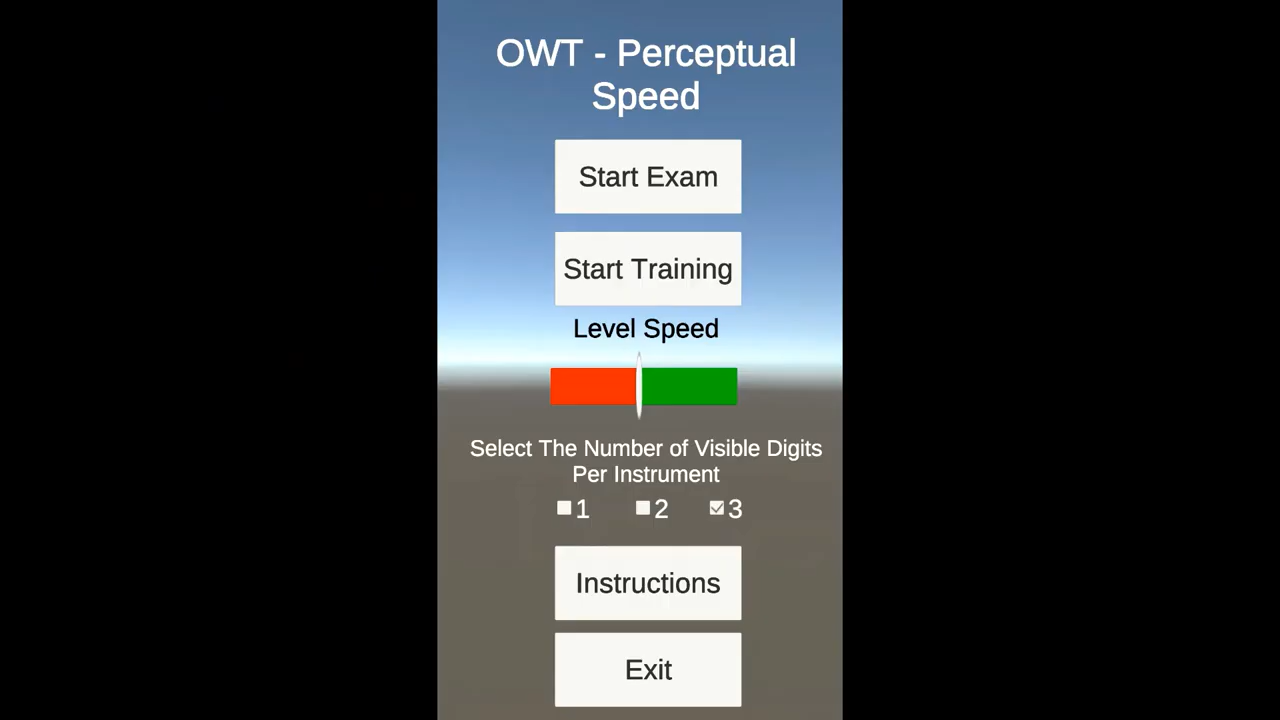 OWT - Perceptual
Speed
Start Exam
Start Training
Level Speed
Select The Number of Visible Digits
Per Instrument
1 2 3
Instructions
Exit